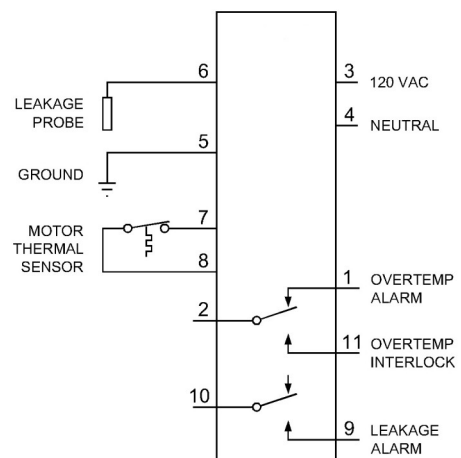 6
3
120 VAC
LEAKAGE
PROBE
4
NEUTRAL
5
GROUND
7
MOTOR
THERMAL
SENSOR
8
1
OVERTEMP
ALARM
2
11
OVERTEMP
INTERLOCK
10
9
LEAKAGE
ALARM